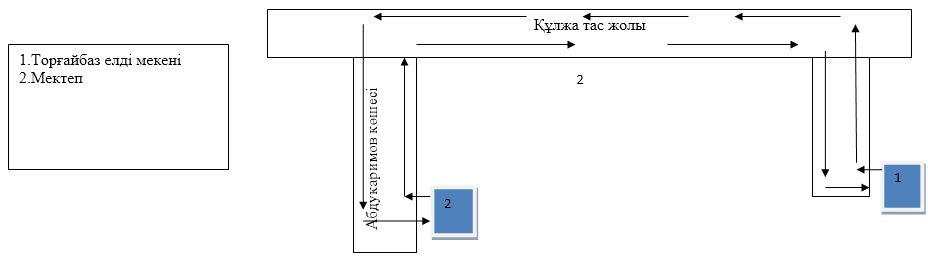 1.Торғайбаз елді мекені
2.Мектеп
Құлжа тас жолы
2
Абдукаримов көшесі
2
1